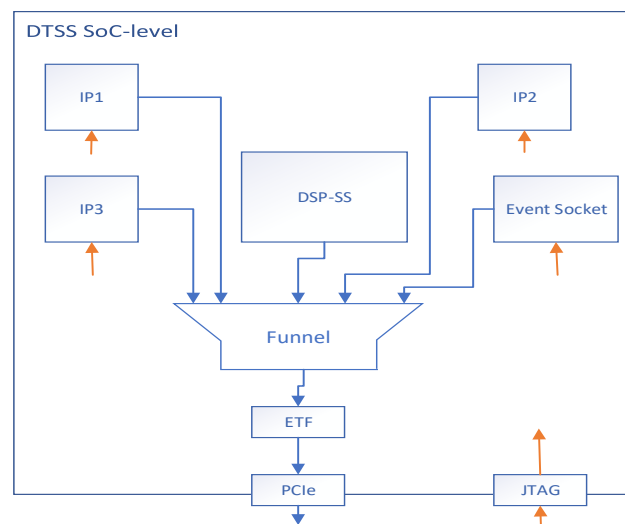 DTSS SoC-level
IP1
IP2
IP3
DSP-SS
Event Socket
Funnel
ETF
PCIe
JTAG